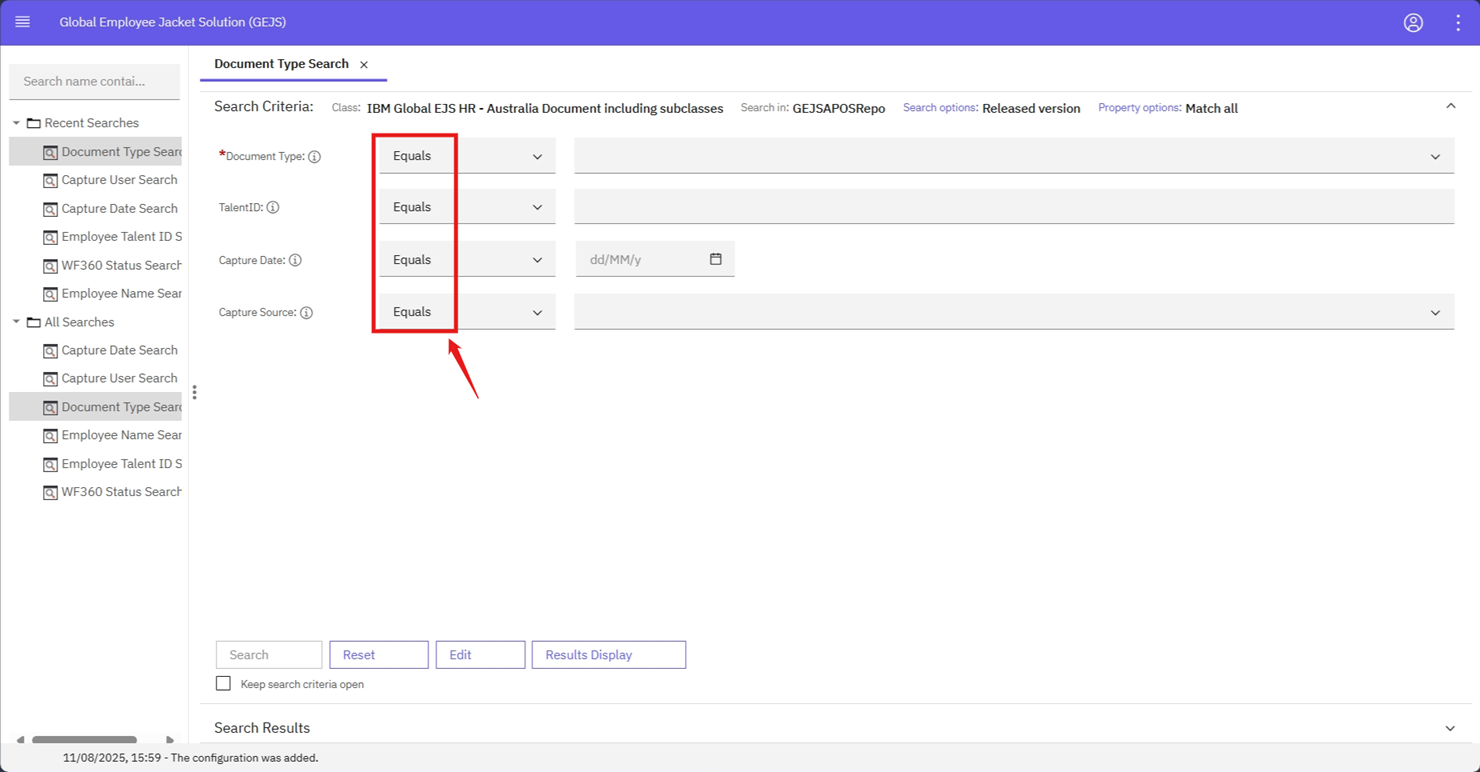 Global Employee Jacket Solution (GEJS)
Search name contai...
Recent Searches
Document Type Searc
Capture User Search
Capture Date Search
Employee Talent ID S
WF360 Status Search
Employee Name Sear
All Searches
Capture Date Search
Capture User Search
Document Type Searc
Employee Name Sear
Employee Talent ID S
WF360 Status Search
Document Type Search
Search Criteria: Class: IBM Global EJS HR - Australia Document including subclasses Search in: GEJSAPOSRepo Search options: Released version Property options: Match all
*Document Type: Equals
TalentID: Equals
Capture Date: Equals dd/MM/y
Capture Source: Equals
Search Reset Edit Results Display
Keep search criteria open
Search Results
11/08/2025, 15:59 - The configuration was added.